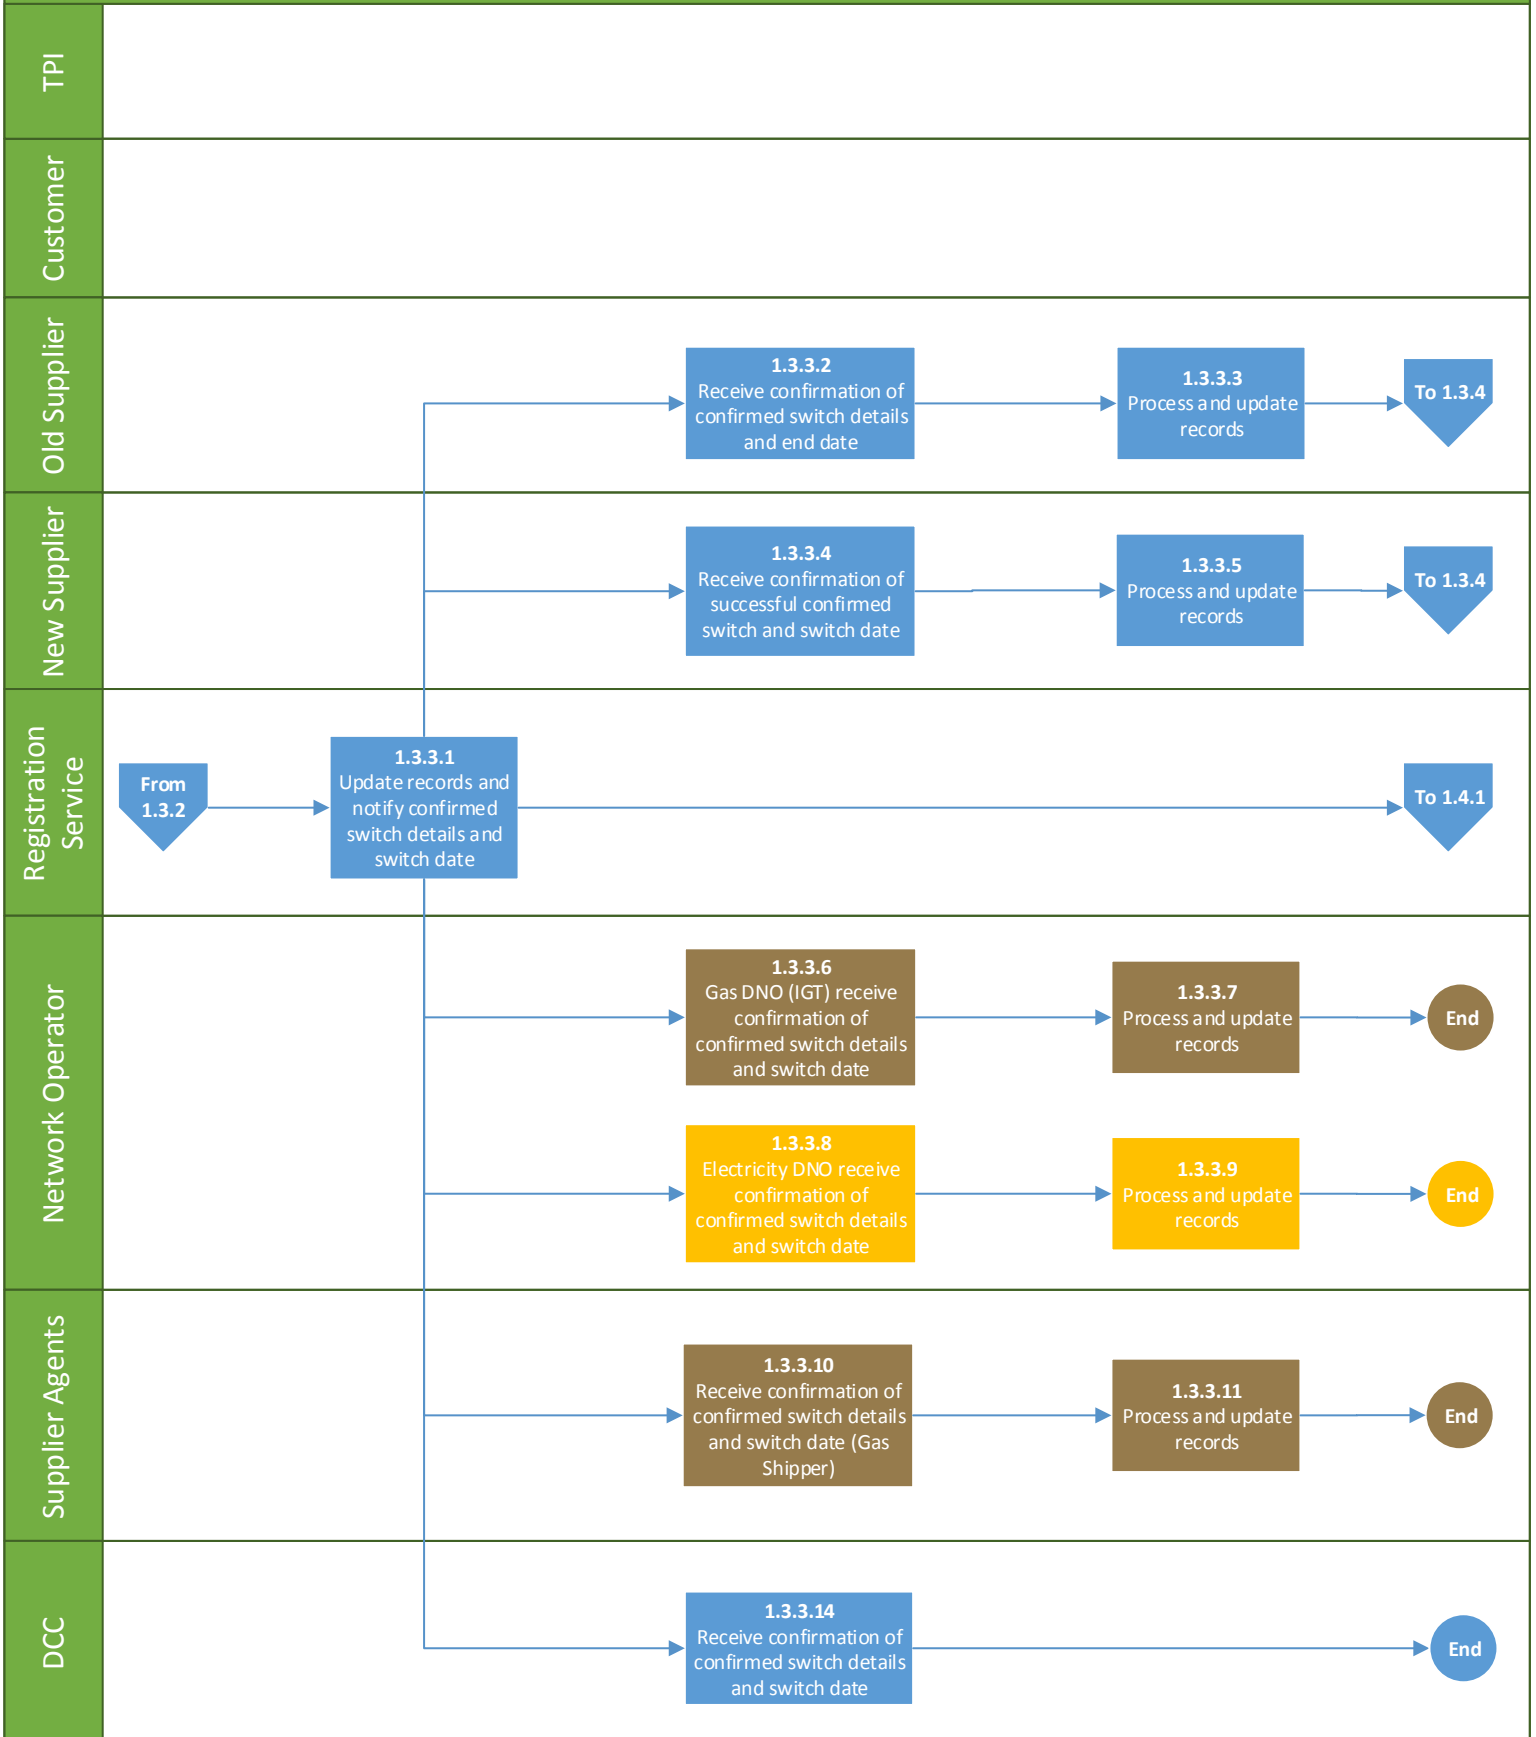 TPI
Customer
Old Supplier
1.3.3.2
Receive confirmation of
confirmed switch details
and end date
1.3.3.3
Process and update
records
To 1.3.4
New Supplier
1.3.3.4
Receive confirmation of
successful confirmed
switch and switch date
1.3.3.5
Process and update
records
To 1.3.4
Registration
Service
From
1.3.2
1.3.3.1
Update records and
notify confirmed
switch details and
switch date
To 1.4.1
Network Operator
1.3.3.6
Gas DNO (IGT) receive
confirmation of
confirmed switch details
and switch date
1.3.3.7
Process and update
records
End
1.3.3.8
Electricity DNO receive
confirmation of
confirmed switch details
and switch date
1.3.3.9
Process and update
records
End
Supplier Agents
1.3.3.10
Receive confirmation of
confirmed switch details
and switch date (Gas
Shipper)
1.3.3.11
Process and update
records
End
DCC
1.3.3.14
Receive confirmation of
confirmed switch details
and switch date
End